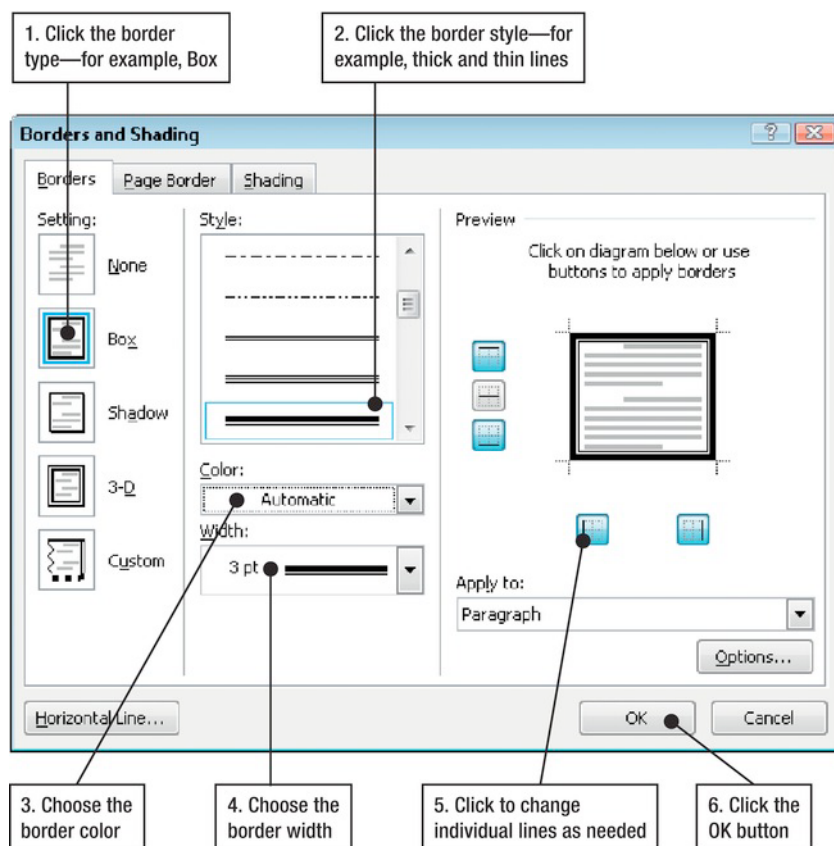 1. Click the border
type—for example, Box
2. Click the border style—for
example, thick and thin lines
Borders and Shading
Borders
Page Border
Shading
Setting:
None
Box
Shadow
3-D
Custom
Style:
Color:
Automatic
Width:
3 pt
Preview
Click on diagram below or use
buttons to apply borders
Apply to:
Paragraph
Options...
Horizontal Line...
OK
Cancel
3. Choose the
border color
4. Choose the
border width
5. Click to change
individual lines as needed
6. Click the
OK button